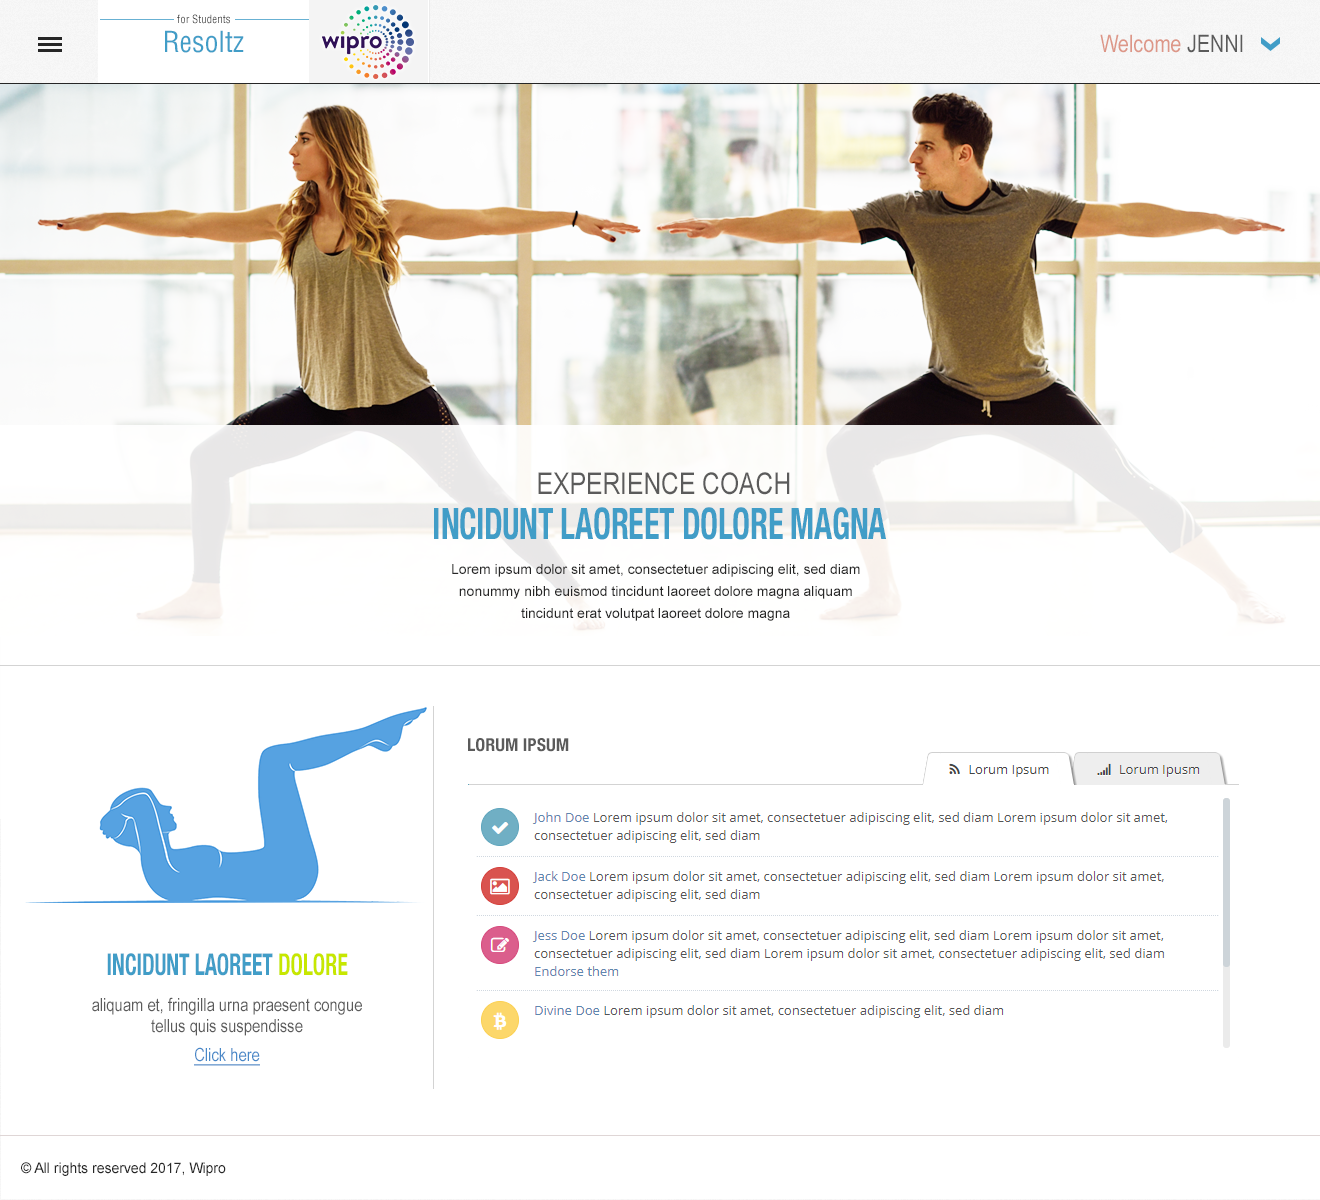 for Students
Resoltz
wipro
Welcome JENNI
EXPERIENCE COACH
INCIDUNT LAOREET DOLORE MAGNA
Lorem ipsum dolor sit amet, consectetuer adipiscing elit, sed diam
nonummy nibh euismod tincidunt laoreet dolore magna aliquam
tincidunt erat volutpat laoreet dolore magna
INCIDUNT LAOREET DOLORE
aliquam et, fringilla urna praesent congue
tellus quis suspendisse
Click here
LORUM IPSUM
Lorum Ipsum
Lorum Ipusm
John Doe Lorem ipsum dolor sit amet, consectetuer adipiscing elit, sed diam Lorem ipsum dolor sit amet,
consectetuer adipiscing elit, sed diam
Jack Doe Lorem ipsum dolor sit amet, consectetuer adipiscing elit, sed diam Lorem ipsum dolor sit amet,
consectetuer adipiscing elit, sed diam
Jess Doe Lorem ipsum dolor sit amet, consectetuer adipiscing elit, sed diam Lorem ipsum dolor sit amet,
consectetuer adipiscing elit, sed diam Lorem ipsum dolor sit amet, consectetuer adipiscing elit, sed diam
Endorse them
Divine Doe Lorem ipsum dolor sit amet, consectetuer adipiscing elit, sed diam
© All rights reserved 2017, Wipro